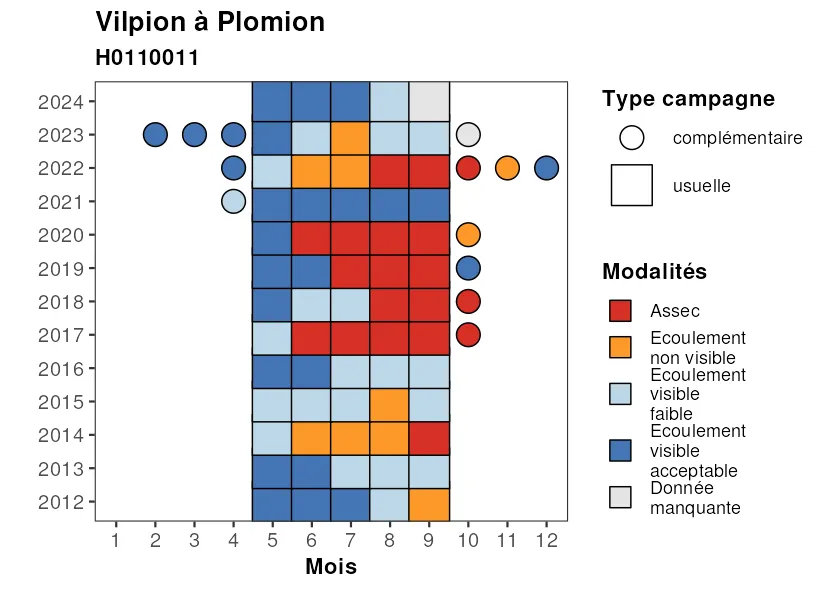 Vilpion à Plomion
H0110011
2024
2023
2022
2021
2020
2019
2018
2017
2016
2015
2014
2013
2012
1 2 3 4 5 6 7 8 9 10 11 12
Mois
Type campagne
complémentaire
usuelle
Modalités
Assec
Ecoulement
non visible
Ecoulement
visible
faible
Ecoulement
visible
acceptable
Donnée
manquante